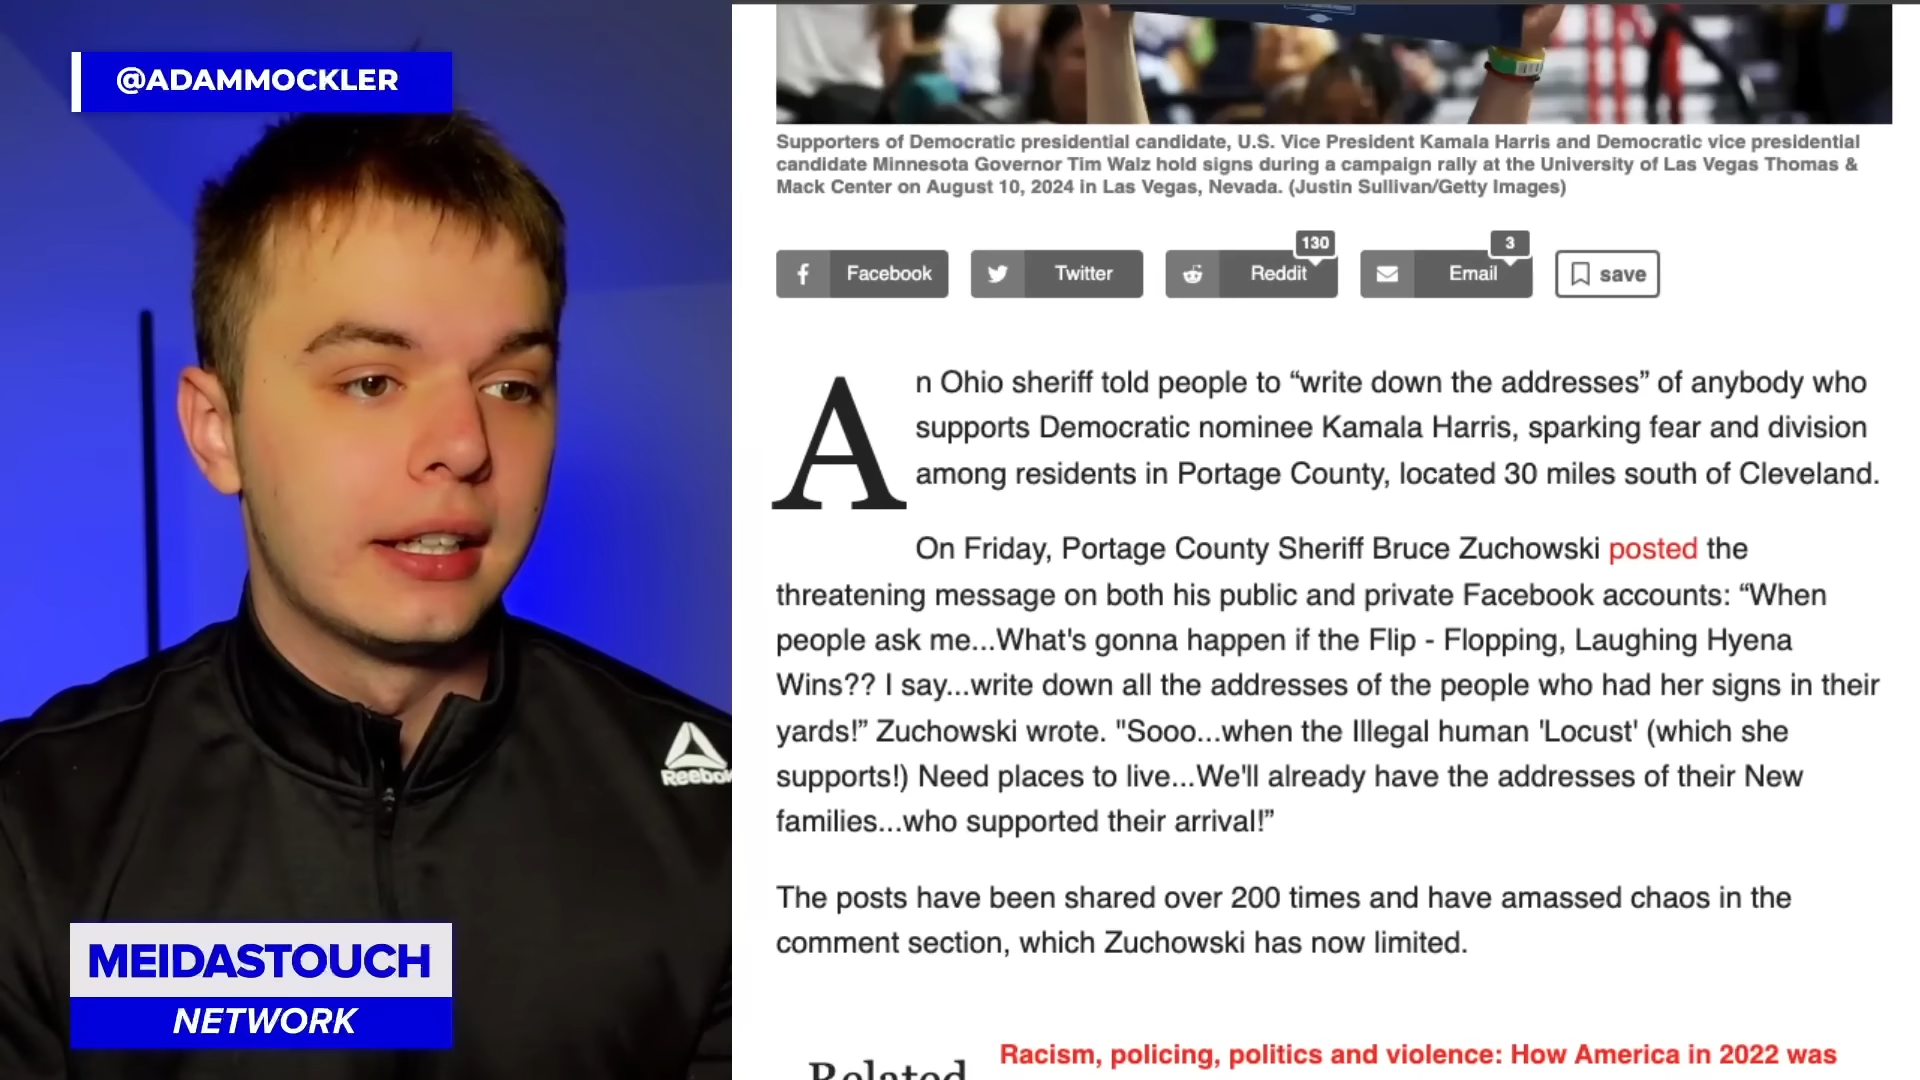 @ADAMMOCKLER
Supporters of Democratic presidential candidate, U.S. Vice President Kamala Harris and Democratic vice presidential
candidate Minnesota Governor Tim Walz hold signs during a campaign rally at the University of Las Vegas Thomas &
Mack Center on August 10, 2024 in Las Vegas, Nevada. (Justin Sullivan/Getty Images)
130
3
Facebook
Twitter
Reddit
Email
save
An Ohio sheriff told people to “write down the addresses” of anybody who
supports Democratic nominee Kamala Harris, sparking fear and division
among residents in Portage County, located 30 miles south of Cleveland.
On Friday, Portage County Sheriff Bruce Zuchowski posted the
threatening message on both his public and private Facebook accounts: “When
people ask me...What's gonna happen if the Flip - Flopping, Laughing Hyena
Wins?? I say...write down all the addresses of the people who had her signs in their
yards!” Zuchowski wrote. "Sooo...when the Illegal human 'Locust' (which she
supports!) Need places to live...We'll already have the addresses of their New
families...who supported their arrival!”
The posts have been shared over 200 times and have amassed chaos in the
comment section, which Zuchowski has now limited.
Related
Racism, policing, politics and violence: How America in 2022 was
Reebok
MEIDASTOUCH
NETWORK